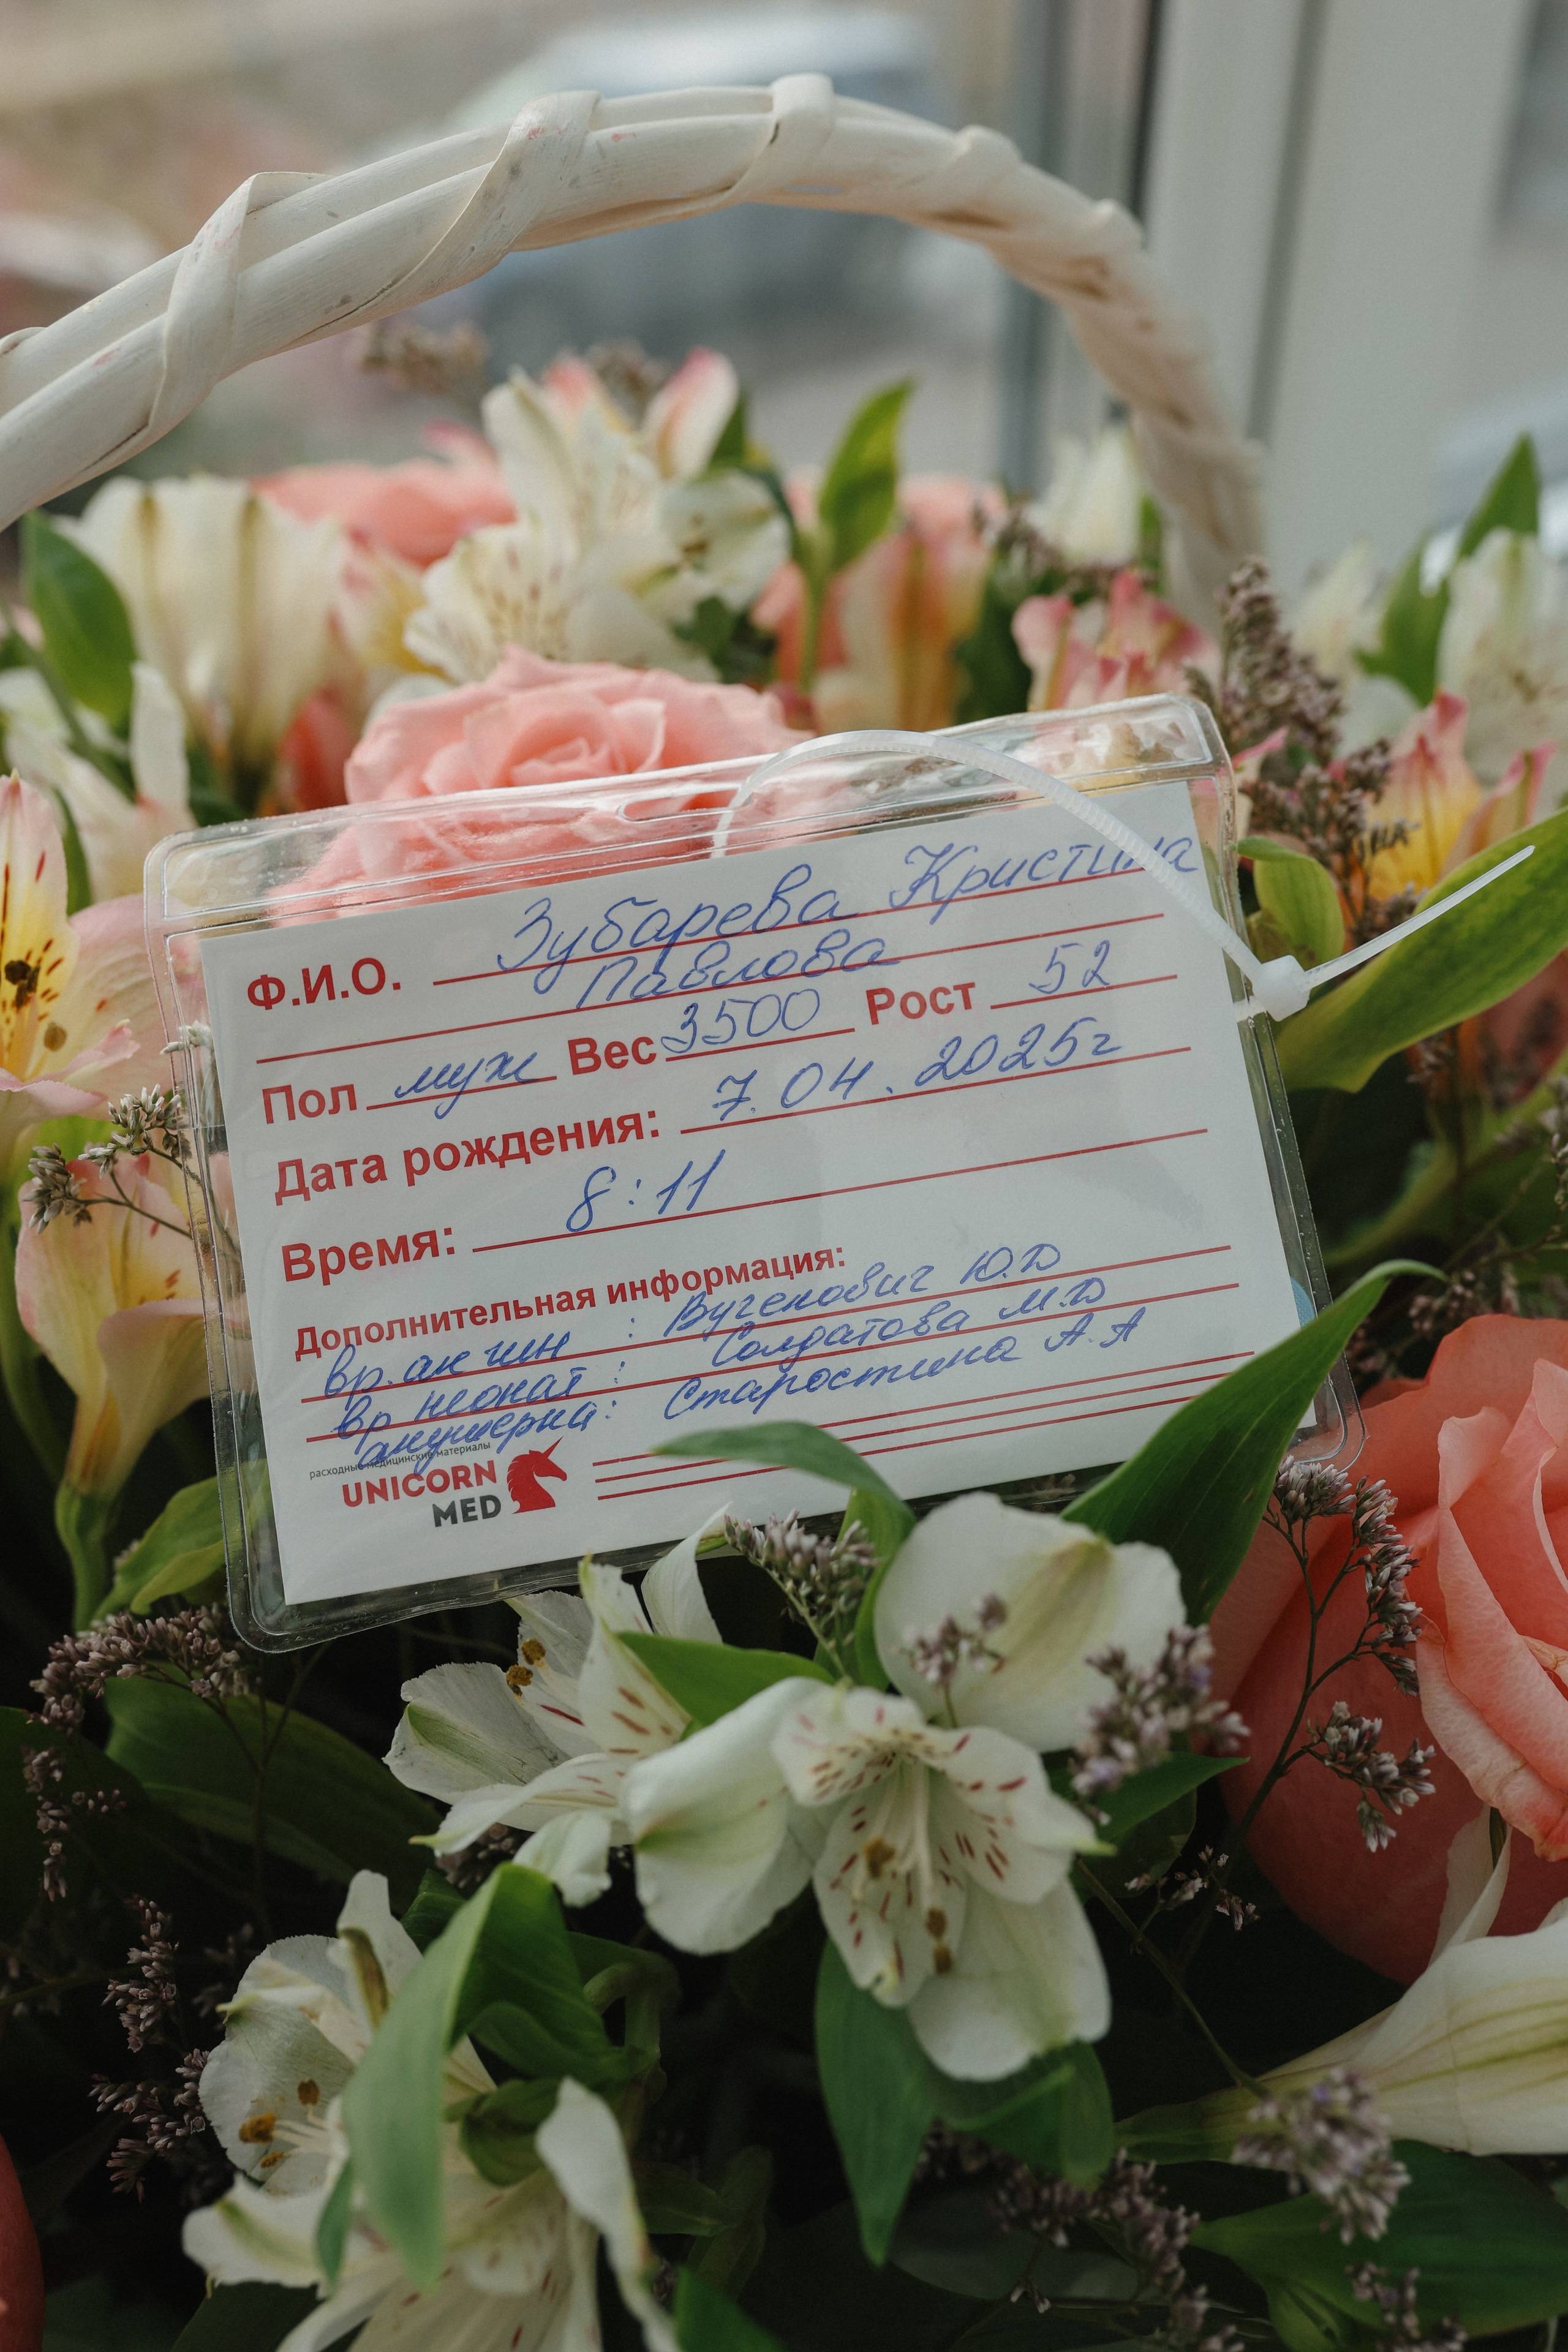 Ф.И.О. Зубарева Кристина
Павлова
Пол муж Вес 3500 Рост 52
Дата рождения: 7.04.2025г
Время: 8:11
Дополнительная информация:
вр. ак гин : Вугенович Ю.D
вр неонат : Солдатова М.D
акушерка: Старостина А.А
расходные медицинские материалы
UNICORN
MED